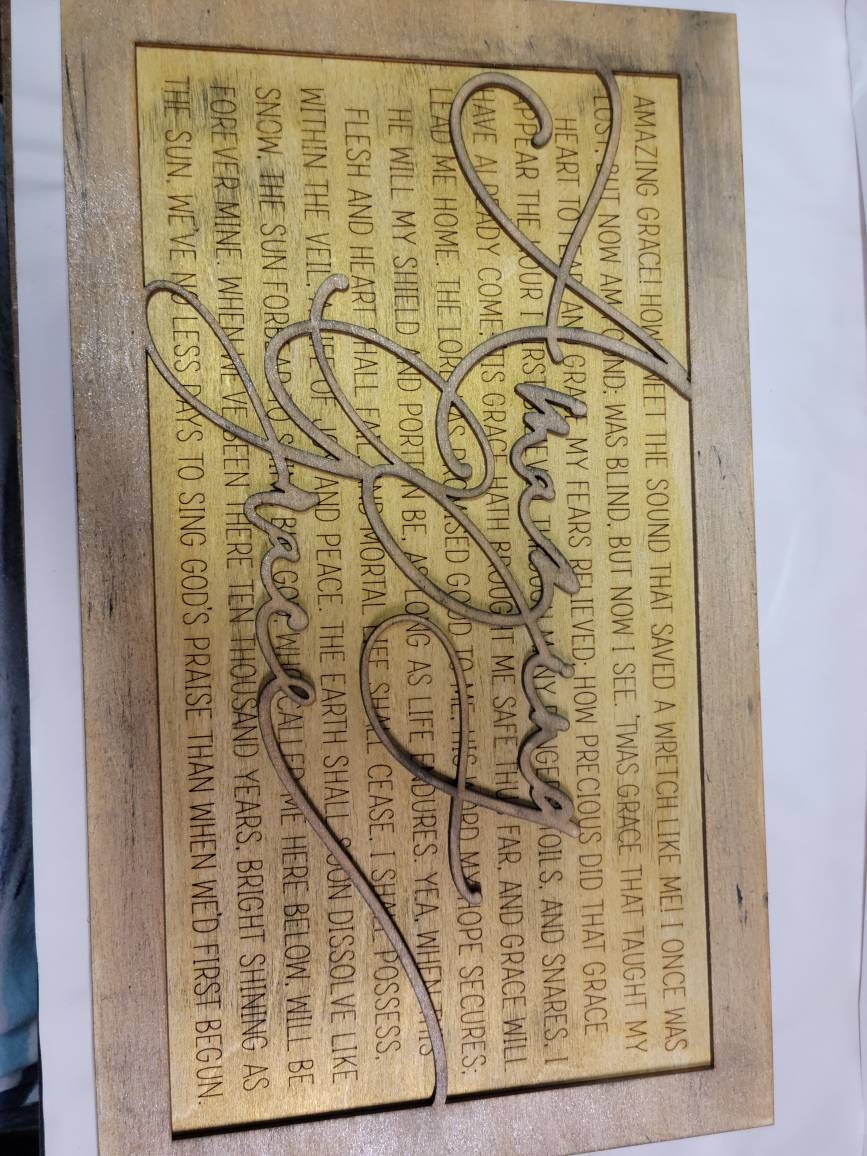 Amazing
grace
AMAZING GRACE! HOW SWEET THE SOUND THAT SAVED A WRETCH LIKE ME! I ONCE WAS
LOST, BUT NOW AM FOUND; WAS BLIND, BUT NOW I SEE. 'TWAS GRACE THAT TAUGHT MY
HEART TO FEAR, AND GRACE MY FEARS RELIEVED; HOW PRECIOUS DID THAT GRACE
APPEAR THE HOUR I FIRST THROUGH MANY DANGERS, TOILS, AND SNARES, I
HAVE ALREADY COME; 'TIS GRACE HATH BROUGHT ME SAFE THUS FAR, AND GRACE WILL
LEAD ME HOME. THE LORD HAS PROMISED GOOD TO ME, HIS WORD MY HOPE SECURES;
HE WILL MY SHIELD AND PORTION BE, AS LONG AS LIFE ENDURES. YEA, WHEN THIS
FLESH AND HEART SHALL FAIL, AND MORTAL LIFE SHALL CEASE, I SHALL POSSESS,
WITHIN THE VEIL, A LIFE OF JOY AND PEACE. THE EARTH SHALL SOON DISSOLVE LIKE
SNOW, THE SUN FORBEAR TO SHINE; BUT GOD, WHO CALLED ME HERE BELOW, WILL BE
FOREVER MINE. WHEN WE'VE BEEN THERE TEN THOUSAND YEARS, BRIGHT SHINING AS
THE SUN, WE'VE NO LESS DAYS TO SING GOD'S PRAISE THAN WHEN WE'D FIRST BEGUN.